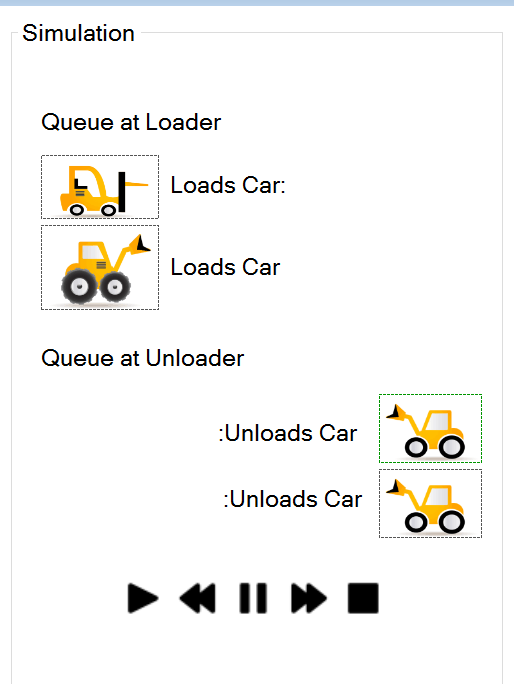 Simulation
Queue at Loader
Loads Car:
Loads Car
Queue at Unloader
:Unloads Car
:Unloads Car